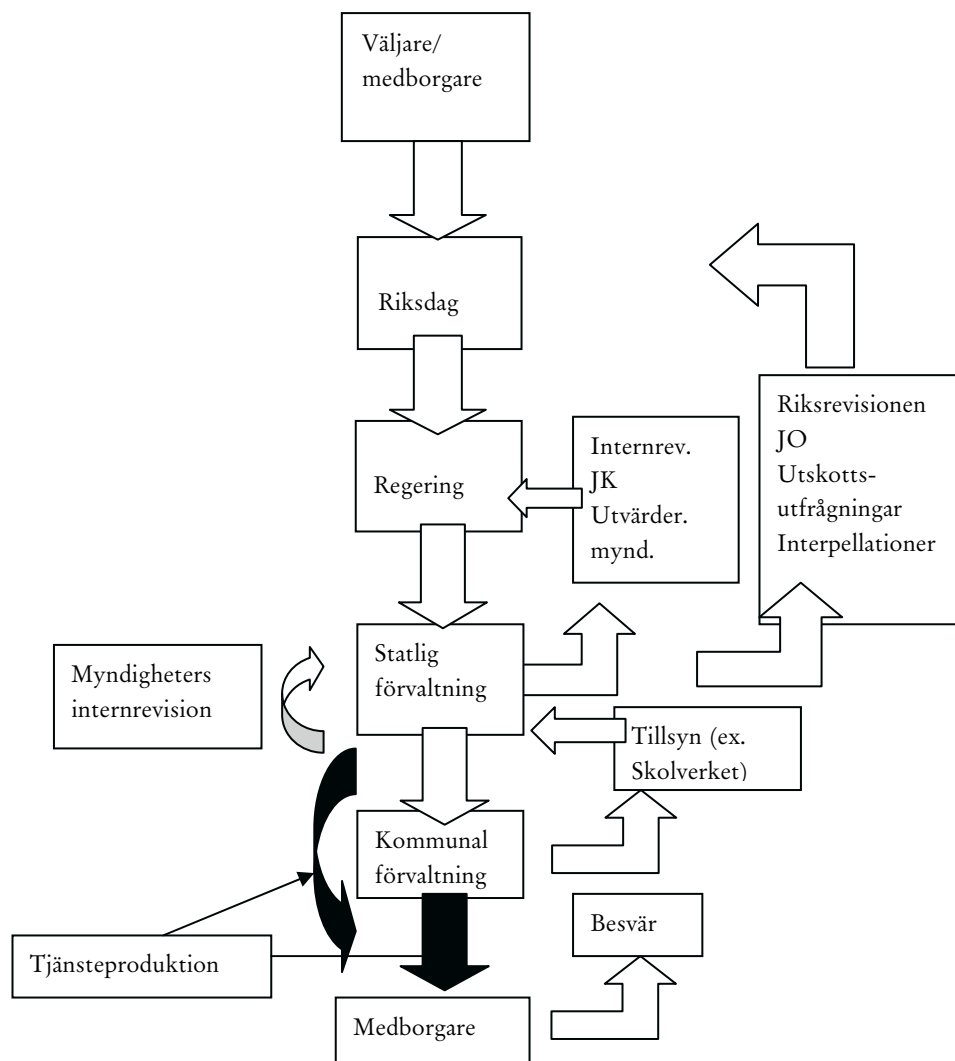 Väljare/
medborgare
Riksdag
Riksrevisionen
JO
Utskotts-
utfrågningar
Interpellationer
Internrev.
JK
Utvärder.
mynd.
Regering
Statlig
förvaltning
Myndigheters
internrevision
Tillsyn (ex.
Skolverket)
Kommunal
förvaltning
Besvär
Tjänsteproduktion
Medborgare